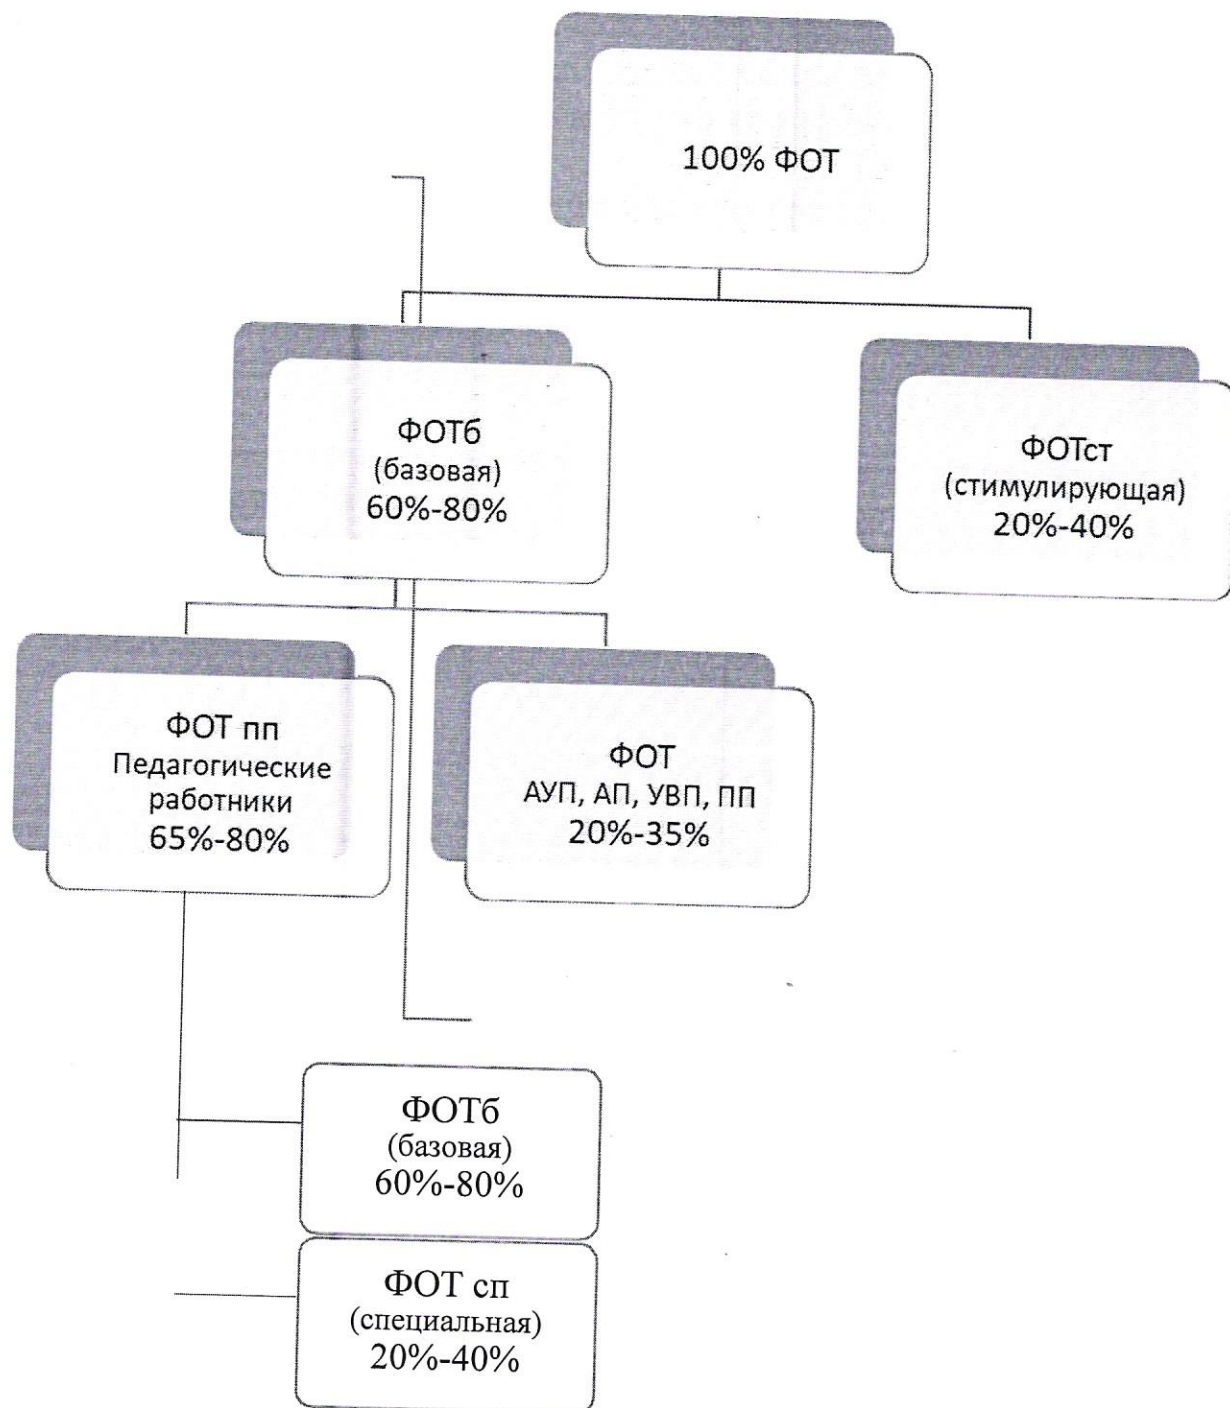 100% ФОТ
ФОТб
(базовая)
60%-80%
ФОТст
(стимулирующая)
20%-40%
ФОТ пп
Педагогические
работники
65%-80%
ФОТ
АУП, АП, УВП, ПП
20%-35%
ФОТб
(базовая)
60%-80%
ФОТ сп
(специальная)
20%-40%